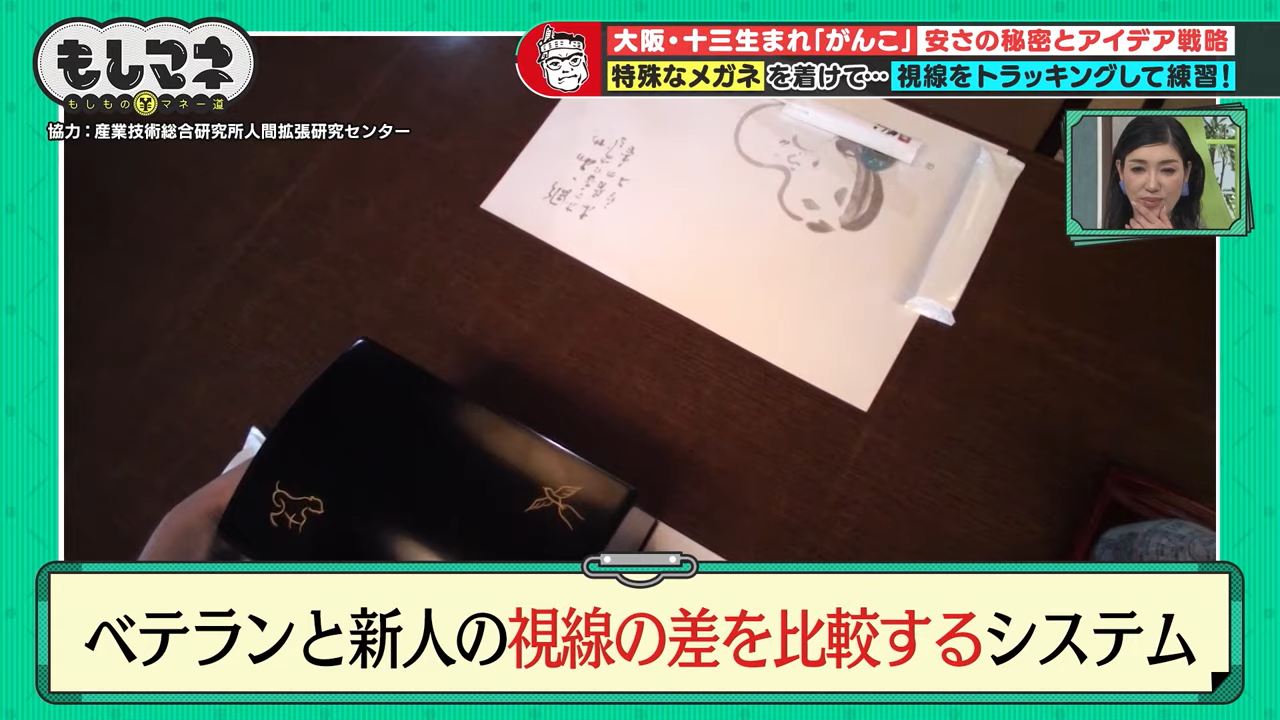 もしマネ
もしものマネー道
協力：産業技術総合研究所人間拡張研究センター
大阪・十三生まれ「がんこ」 安さの秘密とアイデア戦略
特殊なメガネを着けて… 視線をトラッキングして練習！
ベテランと新人の視線の差を比較するシステム